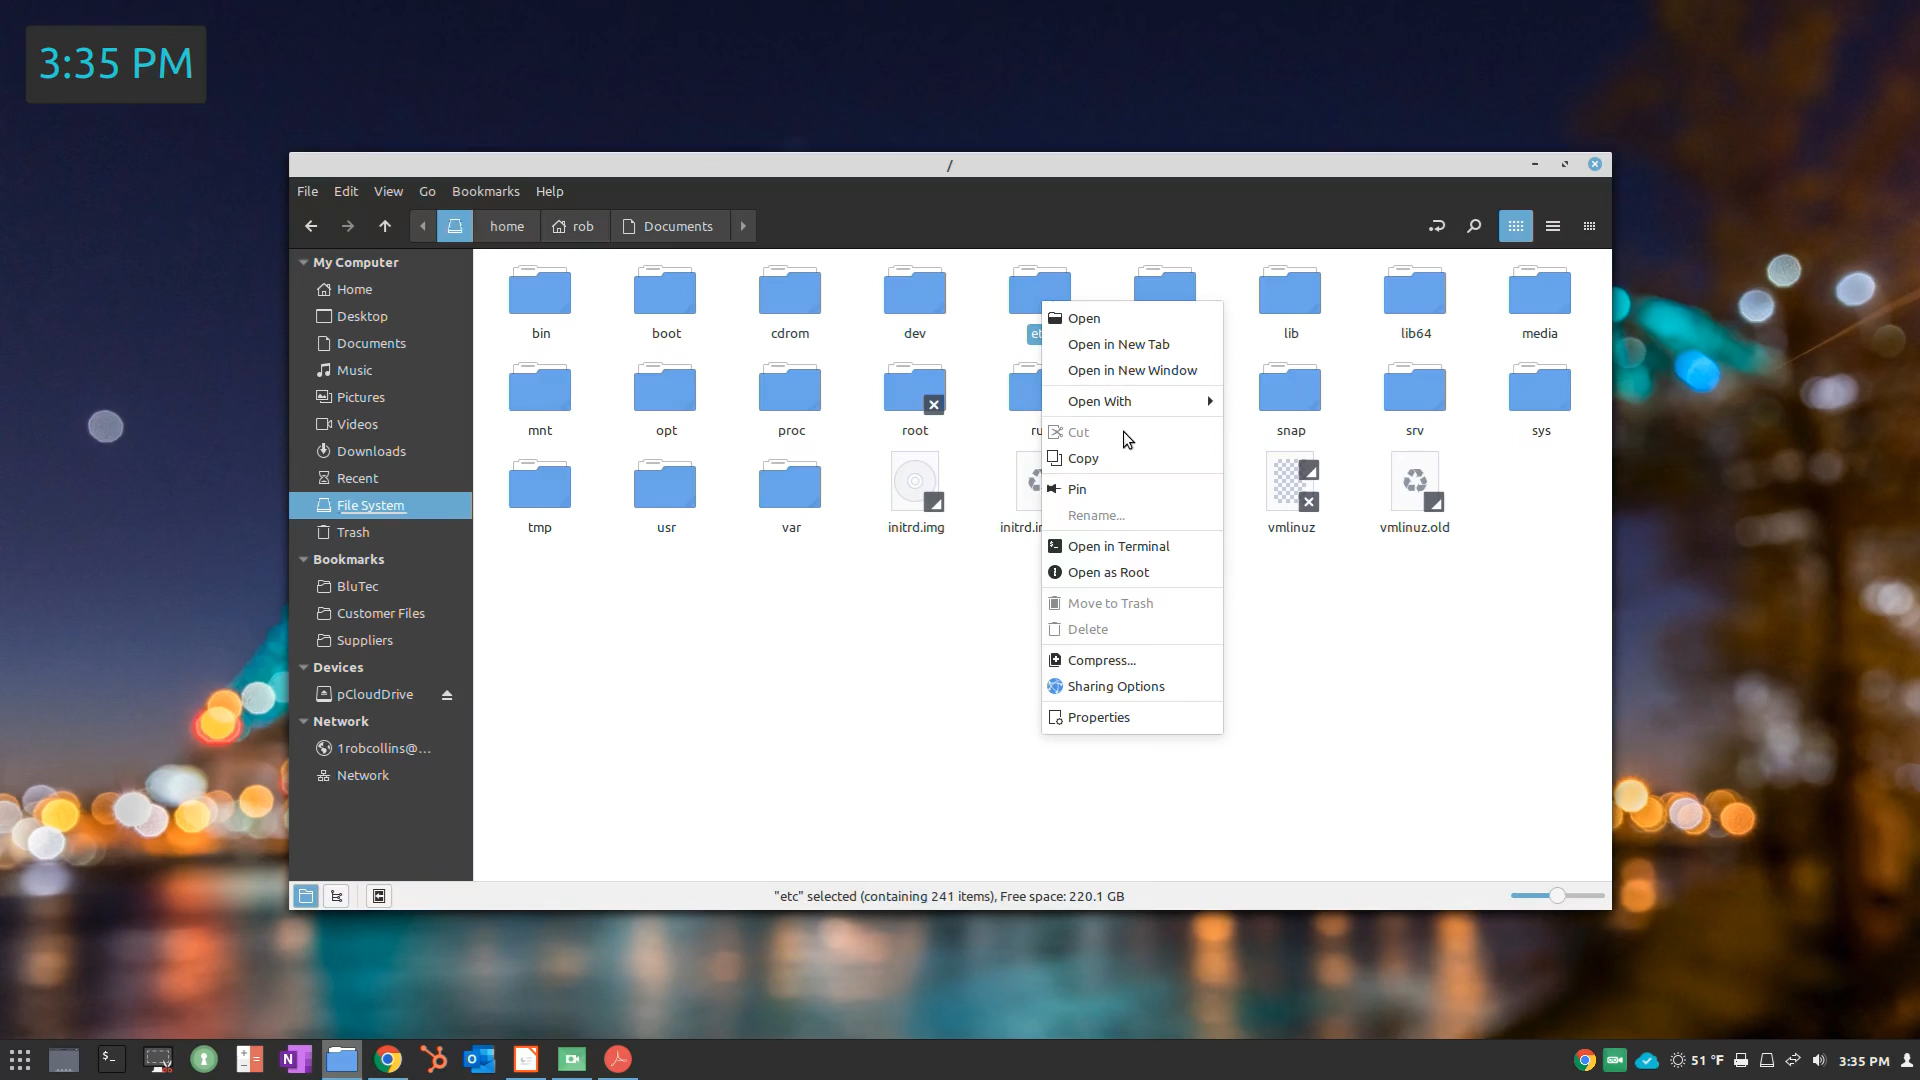 3:35 PM
/
File Edit View Go Bookmarks Help
home rob Documents
My Computer
Home
Desktop
Documents
Music
Pictures
Videos
Downloads
Recent
File System
Trash
Bookmarks
BluTec
Customer Files
Suppliers
Devices
pCloudDrive
Network
1robcollins@...
Network
bin boot cdrom dev lib lib64 media
mnt opt proc root snap srv sys
tmp usr var initrd.img vmlinuz vmlinuz.old
Open
Open in New Tab
Open in New Window
Open With
Cut
Copy
Pin
Rename...
Open in Terminal
Open as Root
Move to Trash
Delete
Compress...
Sharing Options
Properties
"etc" selected (containing 241 items), Free space: 220.1 GB
51 °F 3:35 PM